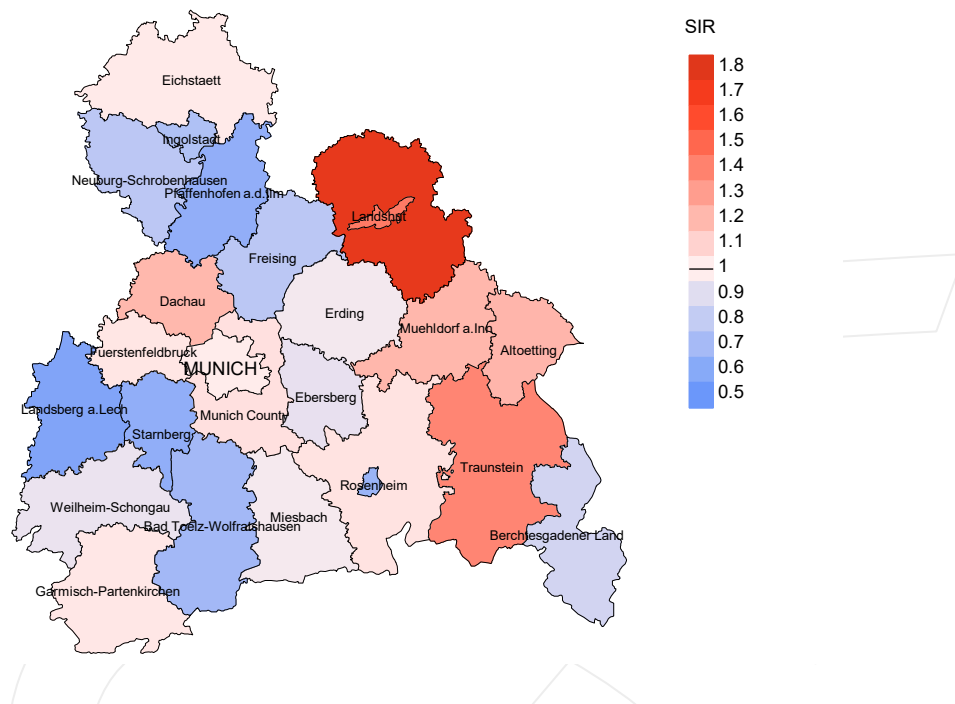 SIR
1.8
1.7
1.6
1.5
1.4
1.3
1.2
1.1
1
0.9
0.8
0.7
0.6
0.5
Eichstaett
Ingolstadt
Neuburg-Schrobenhausen
Pfaffenhofen a.d.Ilm
Landshut
Freising
Dachau
Erding
Muehldorf a.Inn
Altoetting
Fuerstenfeldbruck
MUNICH
Ebersberg
Landsberg a.Lech
Munich County
Starnberg
Traunstein
Rosenheim
Weilheim-Schongau
Miesbach
Bad Toelz-Wolfratshausen
Berchtesgadener Land
Garmisch-Partenkirchen